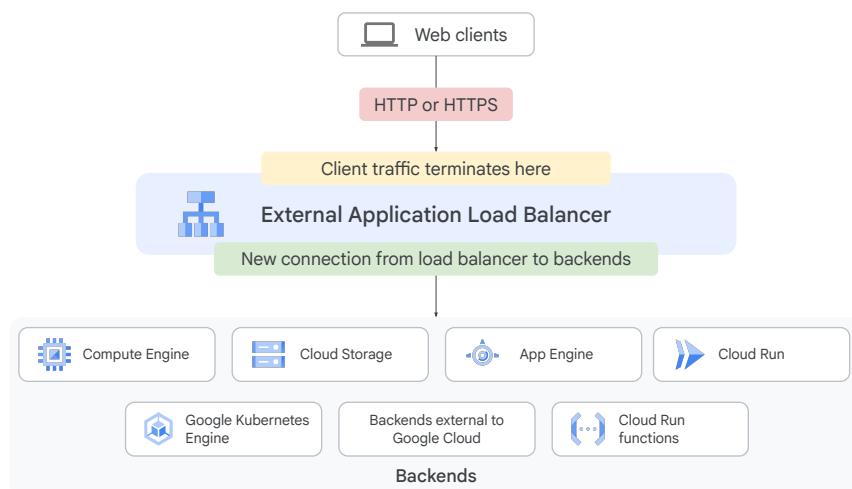 Web clients
HTTP or HTTPS
Client traffic terminates here
External Application Load Balancer
New connection from load balancer to backends
Compute Engine
Cloud Storage
App Engine
Cloud Run
Google Kubernetes
Engine
Backends external to
Google Cloud
Cloud Run
functions
Backends